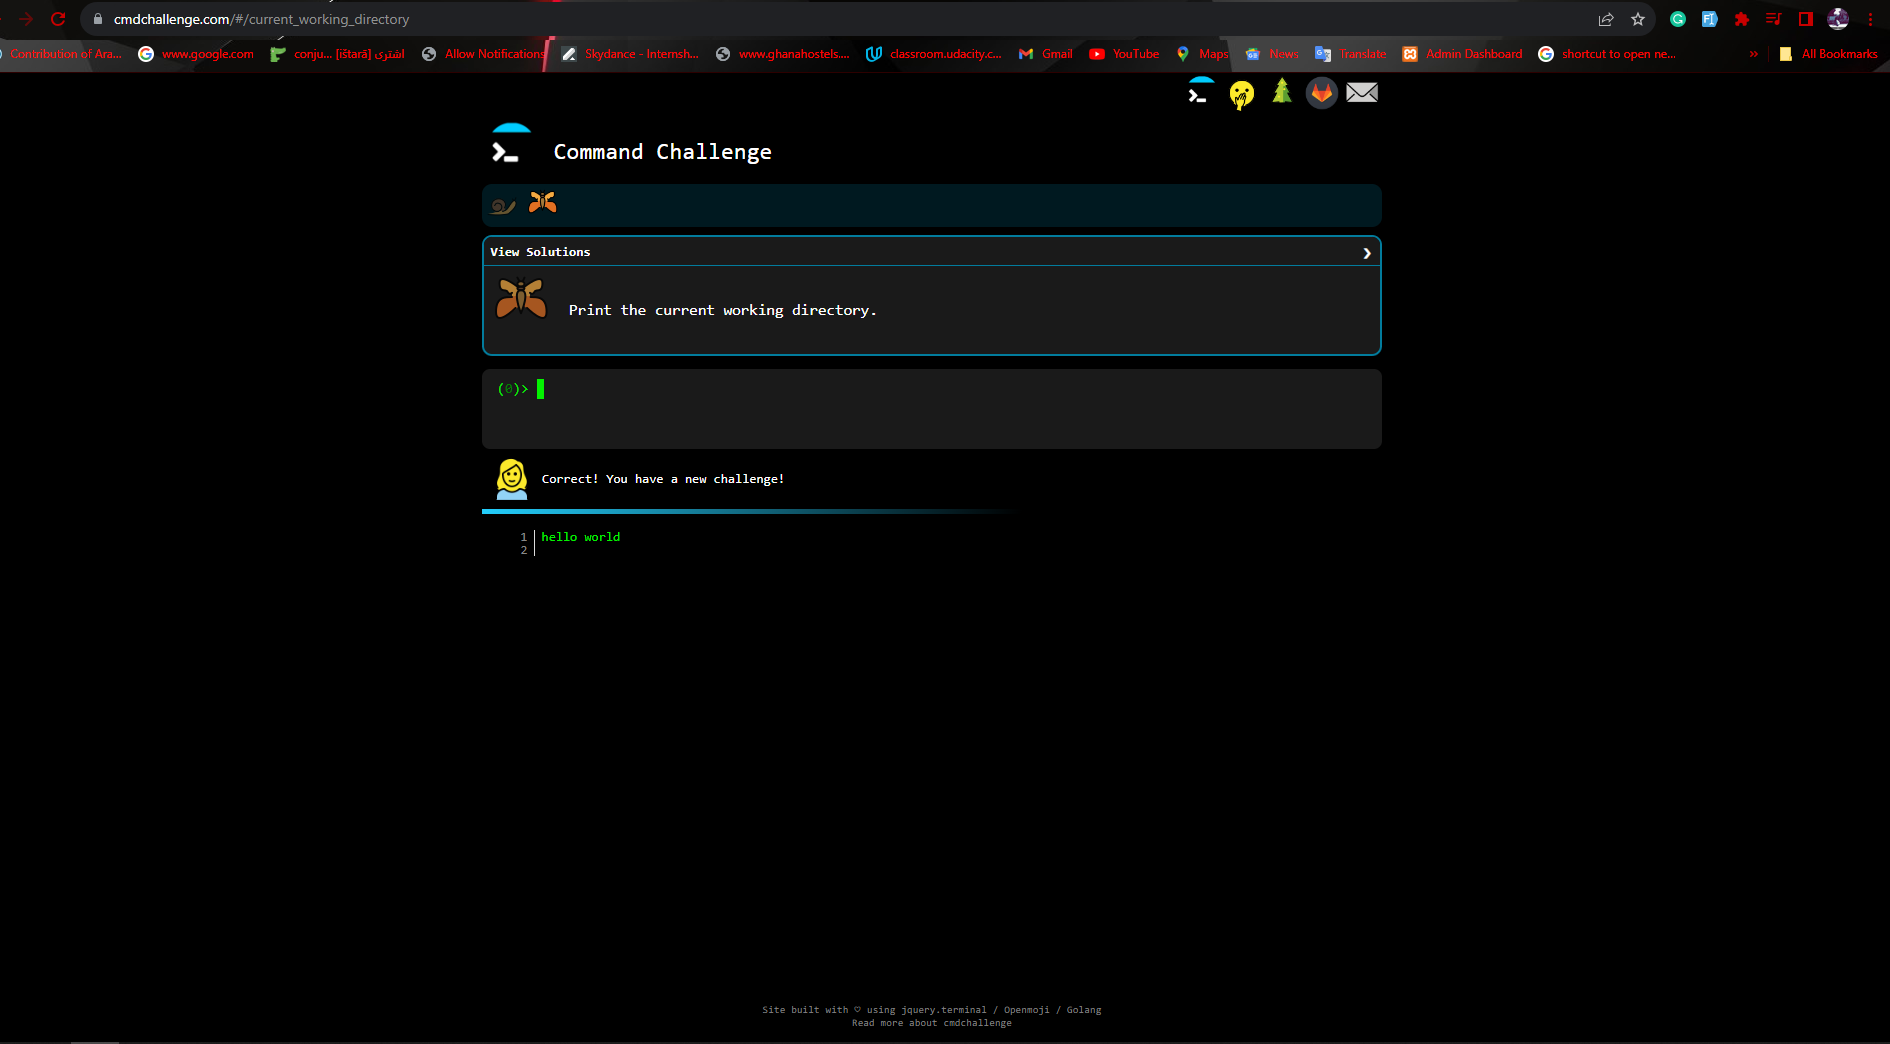 cmdchallenge.com/#/current_working_directory
Contribution of Ara... www.google.com conju... [ištarā] اشترى Allow Notifications Skydance - Internsh... www.ghanahostels.... classroom.udacity.c... Gmail YouTube Maps News Translate Admin Dashboard shortcut to open ne... » All Bookmarks
Command Challenge
View Solutions
Print the current working directory.
(0)>
Correct! You have a new challenge!
1 hello world
2
Site built with ♡ using jquery.terminal / Openmoji / Golang
Read more about cmdchallenge